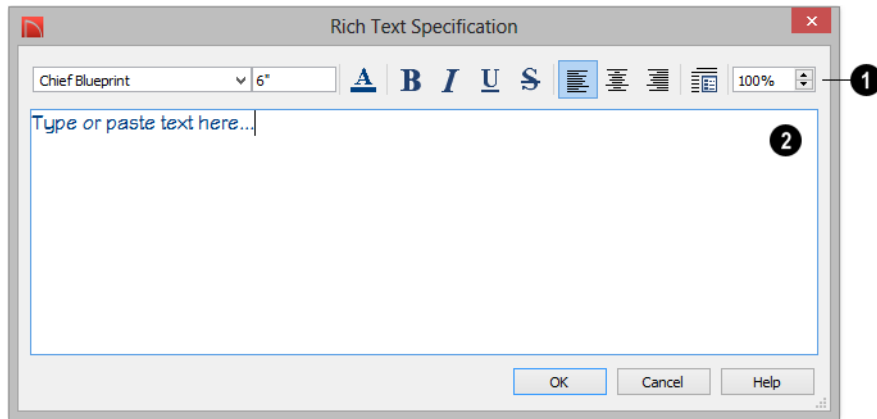 Rich Text Specification
Chief Blueprint 6" A B I U S 100% 1
Type or paste text here...
2
OK Cancel Help